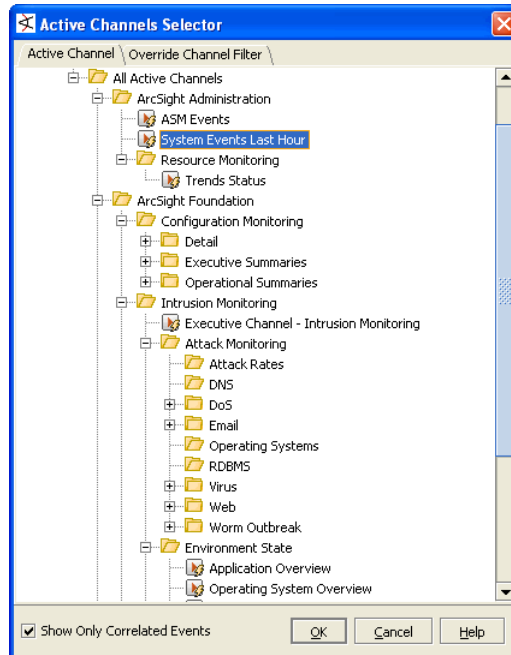 Active Channels Selector
Active Channel Override Channel Filter
All Active Channels
ArcSight Administration
ASM Events
System Events Last Hour
Resource Monitoring
Trends Status
ArcSight Foundation
Configuration Monitoring
Detail
Executive Summaries
Operational Summaries
Intrusion Monitoring
Executive Channel - Intrusion Monitoring
Attack Monitoring
Attack Rates
DNS
DoS
Email
Operating Systems
RDBMS
Virus
Web
Worm Outbreak
Environment State
Application Overview
Operating System Overview
Show Only Correlated Events OK Cancel Help